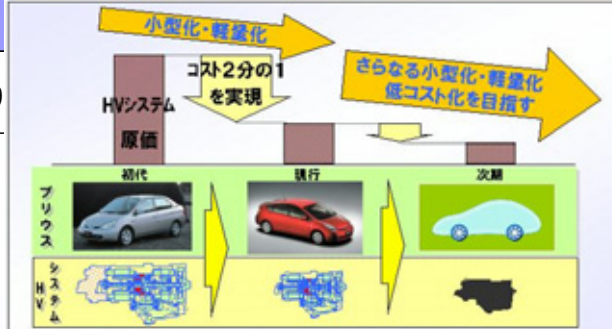 小型化・軽量化
コスト2分の1
を実現
さらなる小型化・軽量化
低コスト化を目指す
HVシステム
原価
初代
現行
次期
プリウス
HV
システム